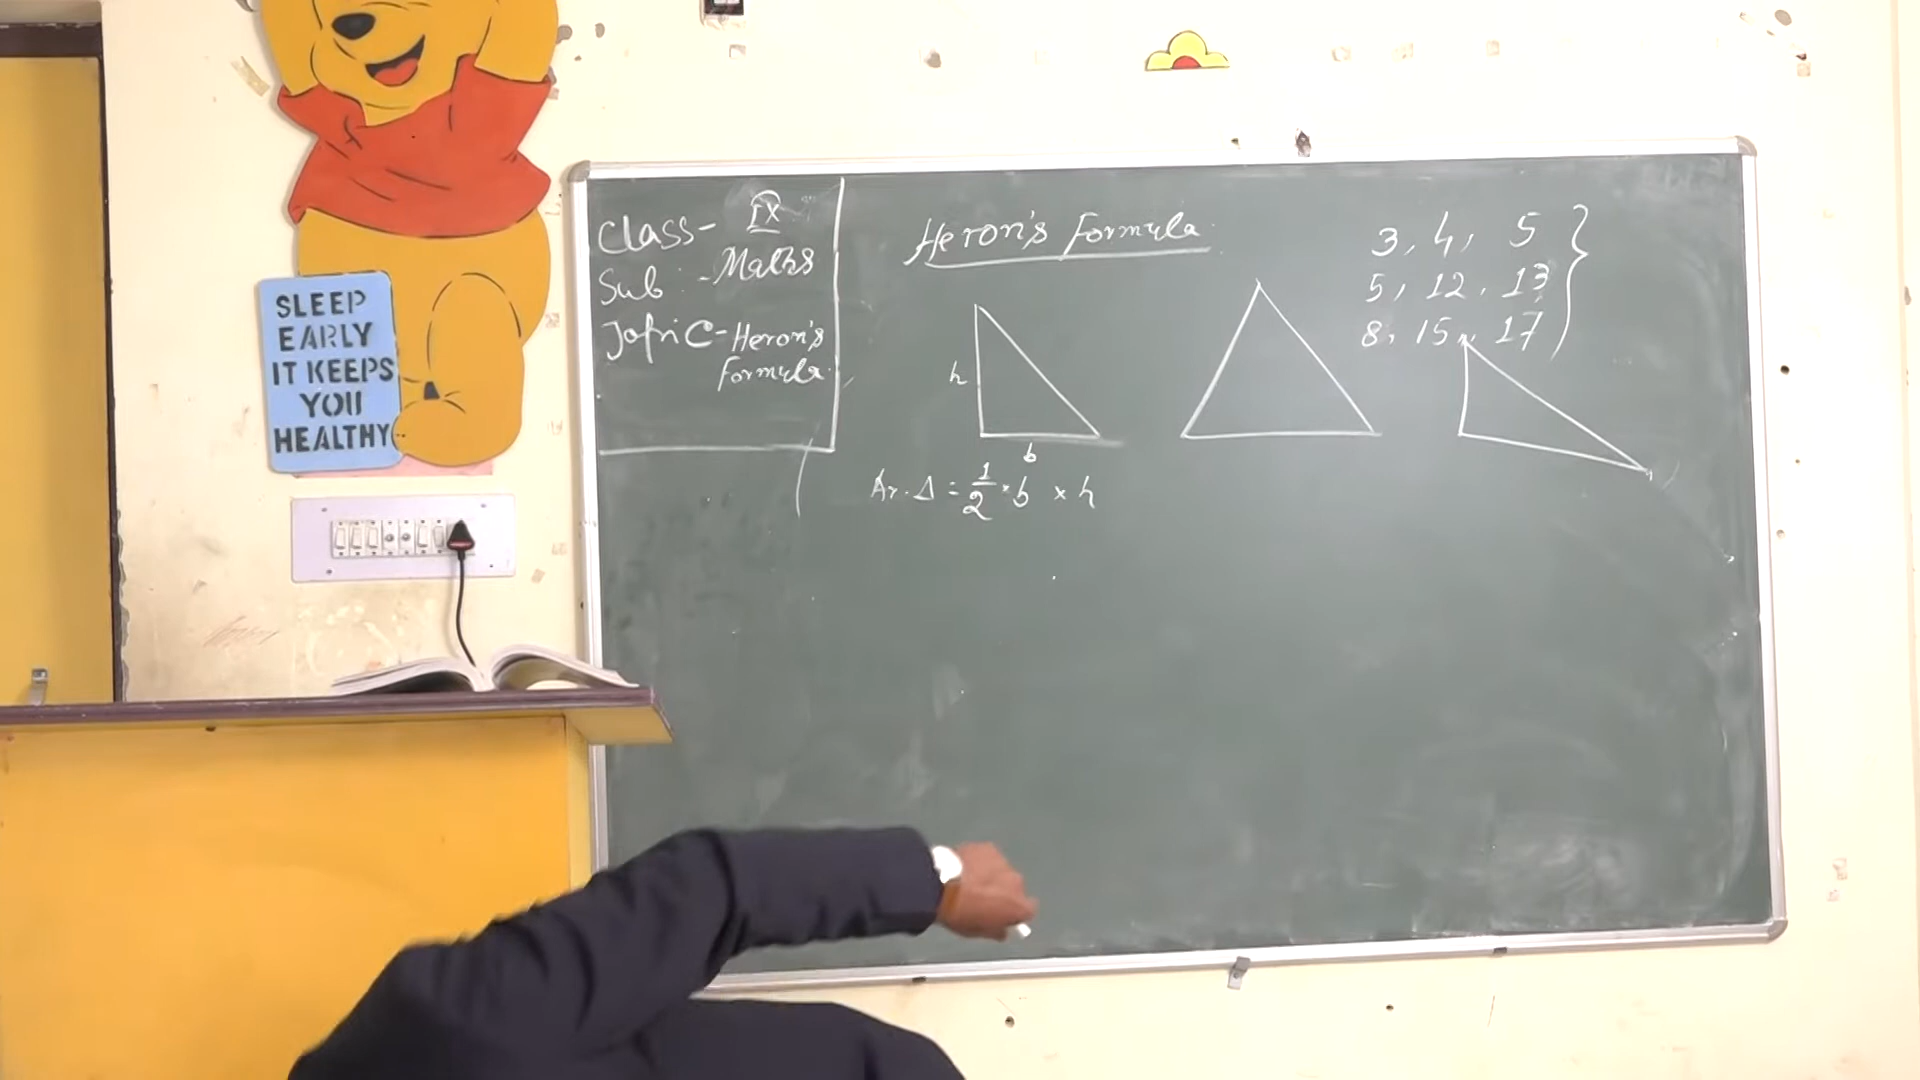 SLEEP
EARLY
IT KEEPS
YOU
HEALTHY
Class- IX
Sub :- Maths
Topic - Heron's
Formula
Heron's Formula
3, 4, 5
5, 12, 13
8, 15, 17
h
b
Ar. Δ = 1/2 × b × h